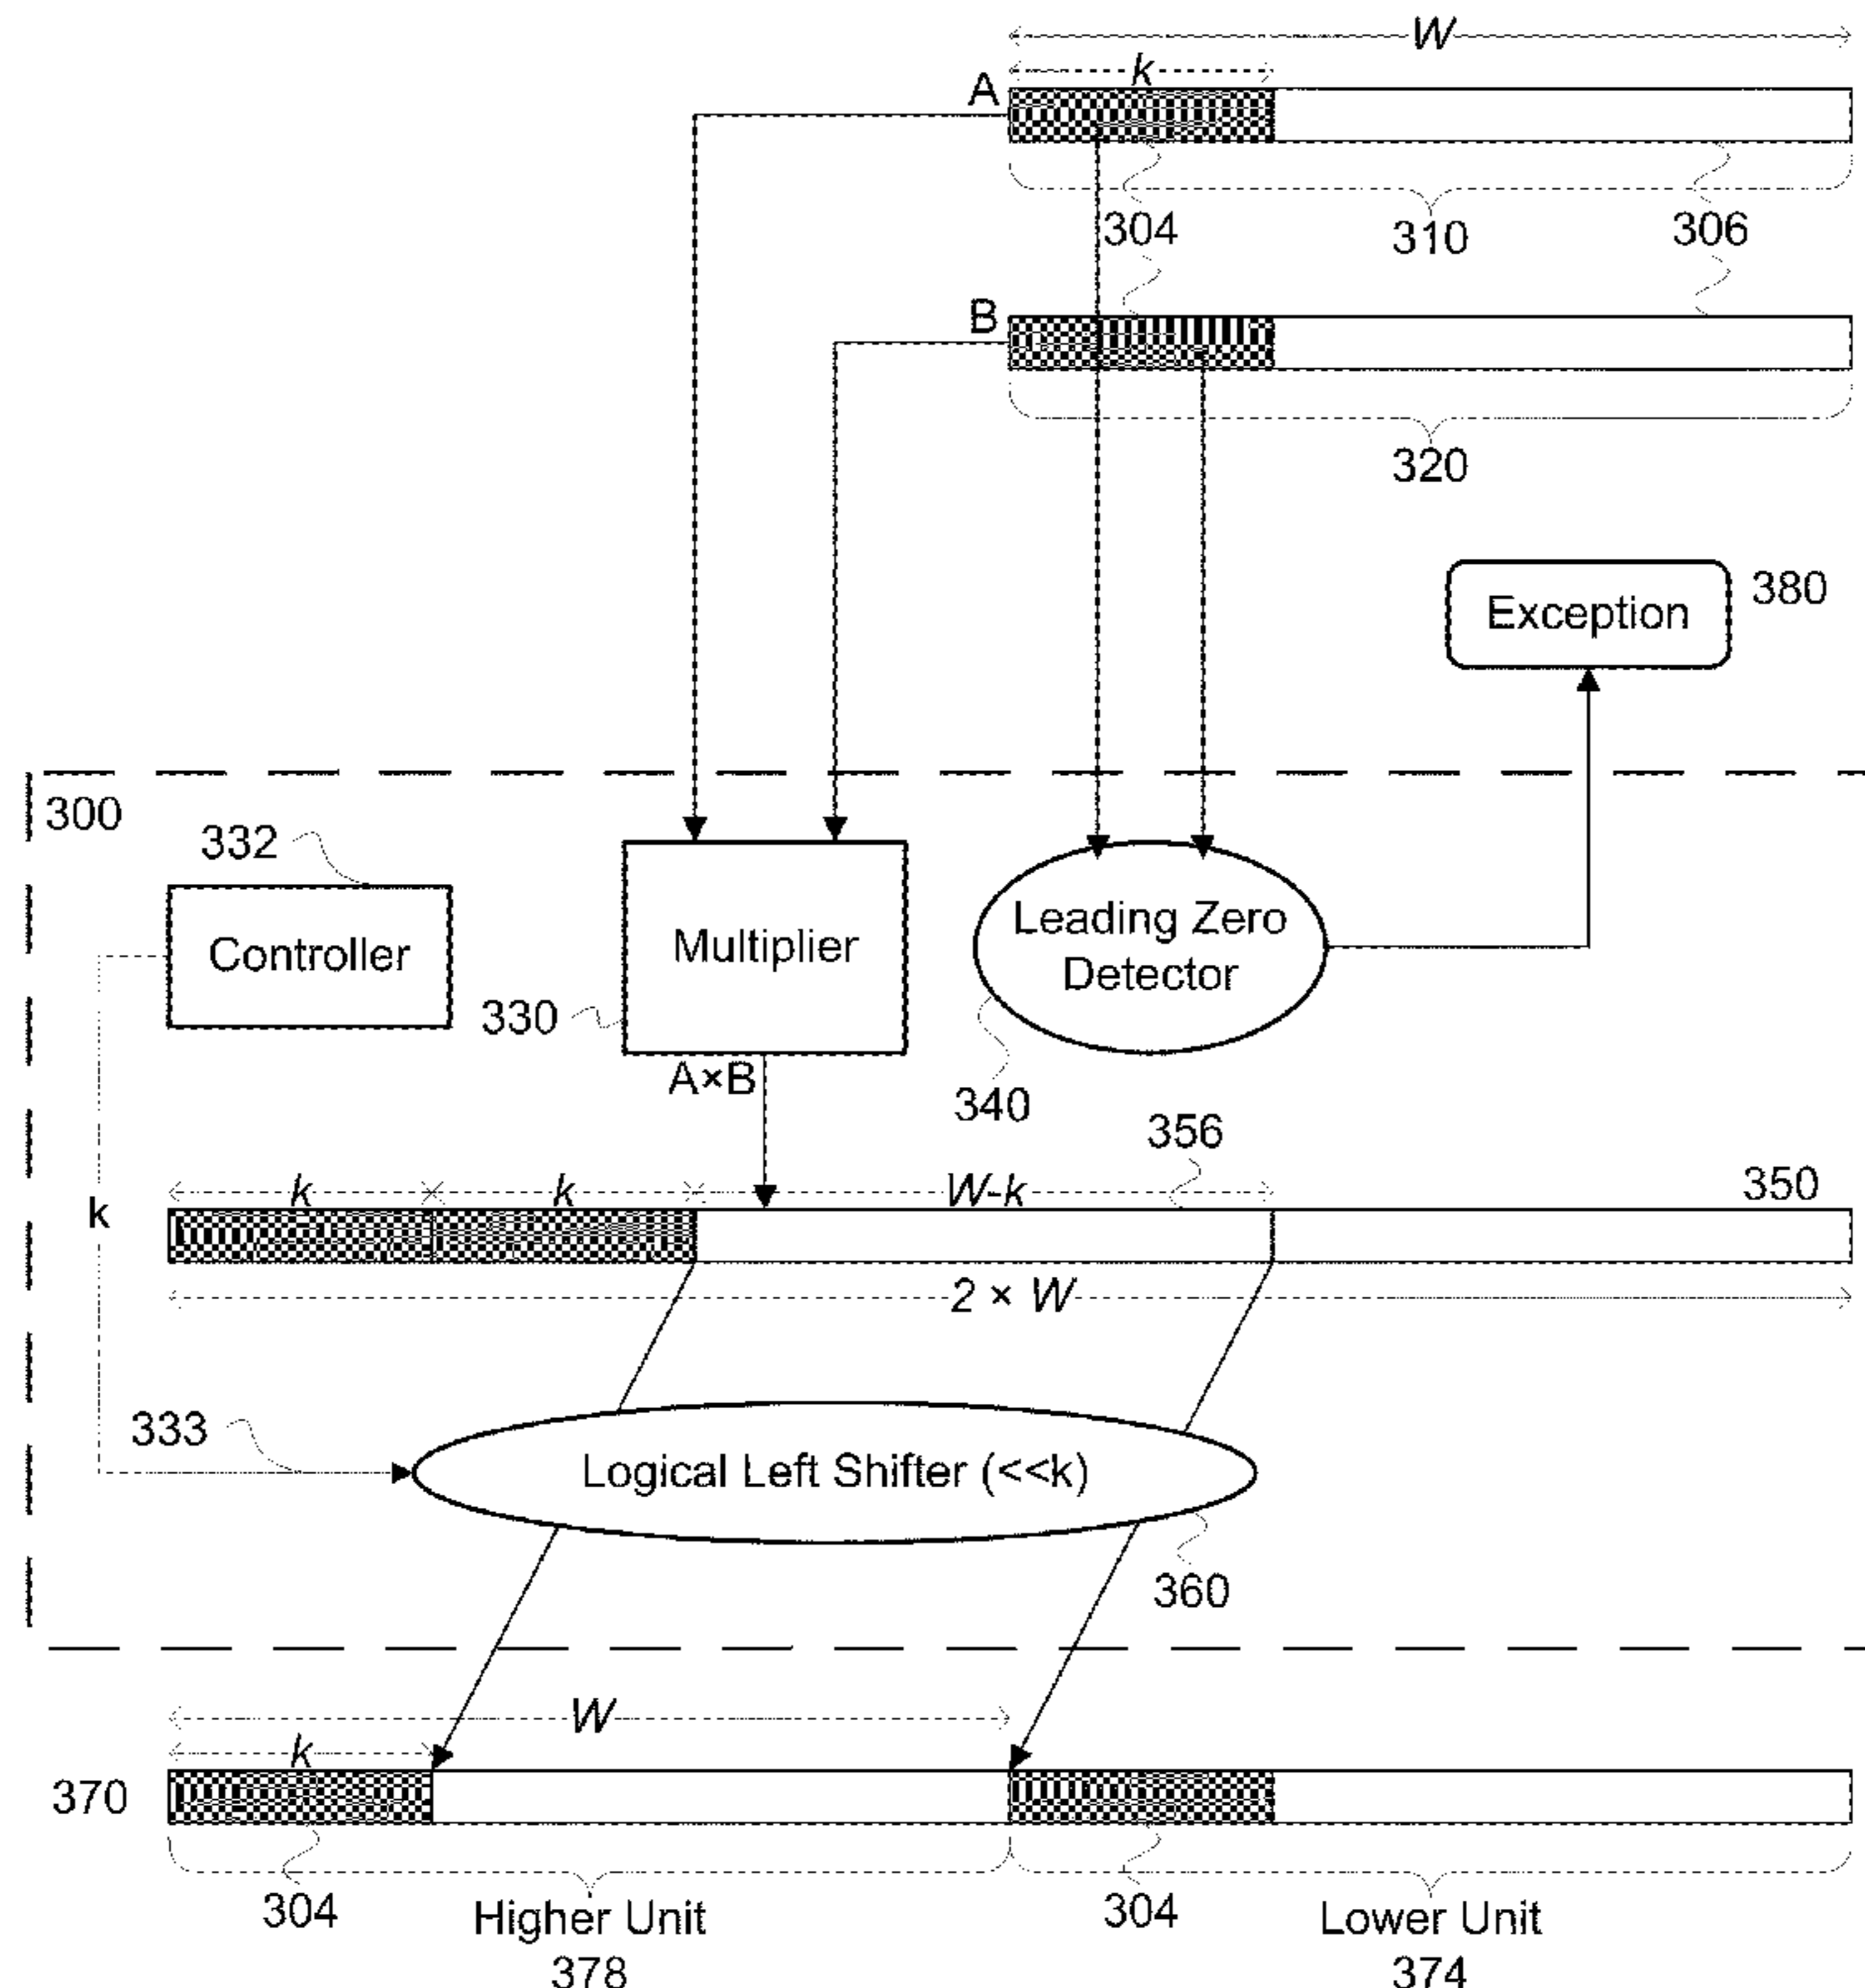 W
k
A
304
310
306
B
320
Exception
380
300
332
Controller
Multiplier
Leading Zero
Detector
330
A×B
340
356
k
k
W-k
350
k
2 × W
333
Logical Left Shifter (<<k)
360
W
k
370
304
Higher Unit
378
304
Lower Unit
374